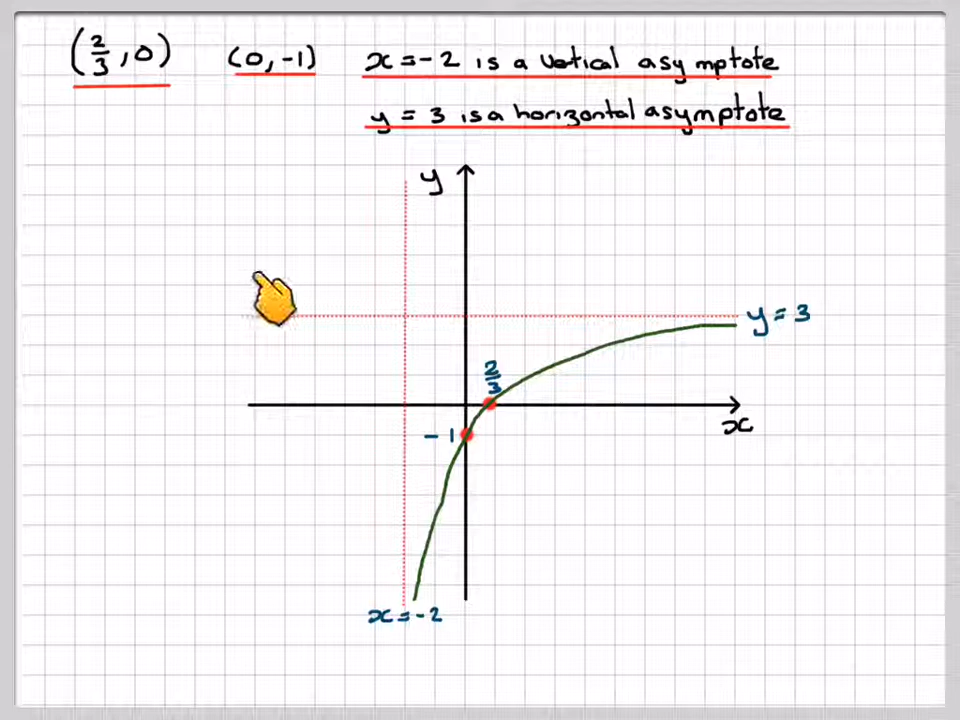 (2/3, 0) (0, -1) x = -2 is a vertical asymptote
y = 3 is a horizontal asymptote
y
y = 3
2/3
x
-1
x = -2